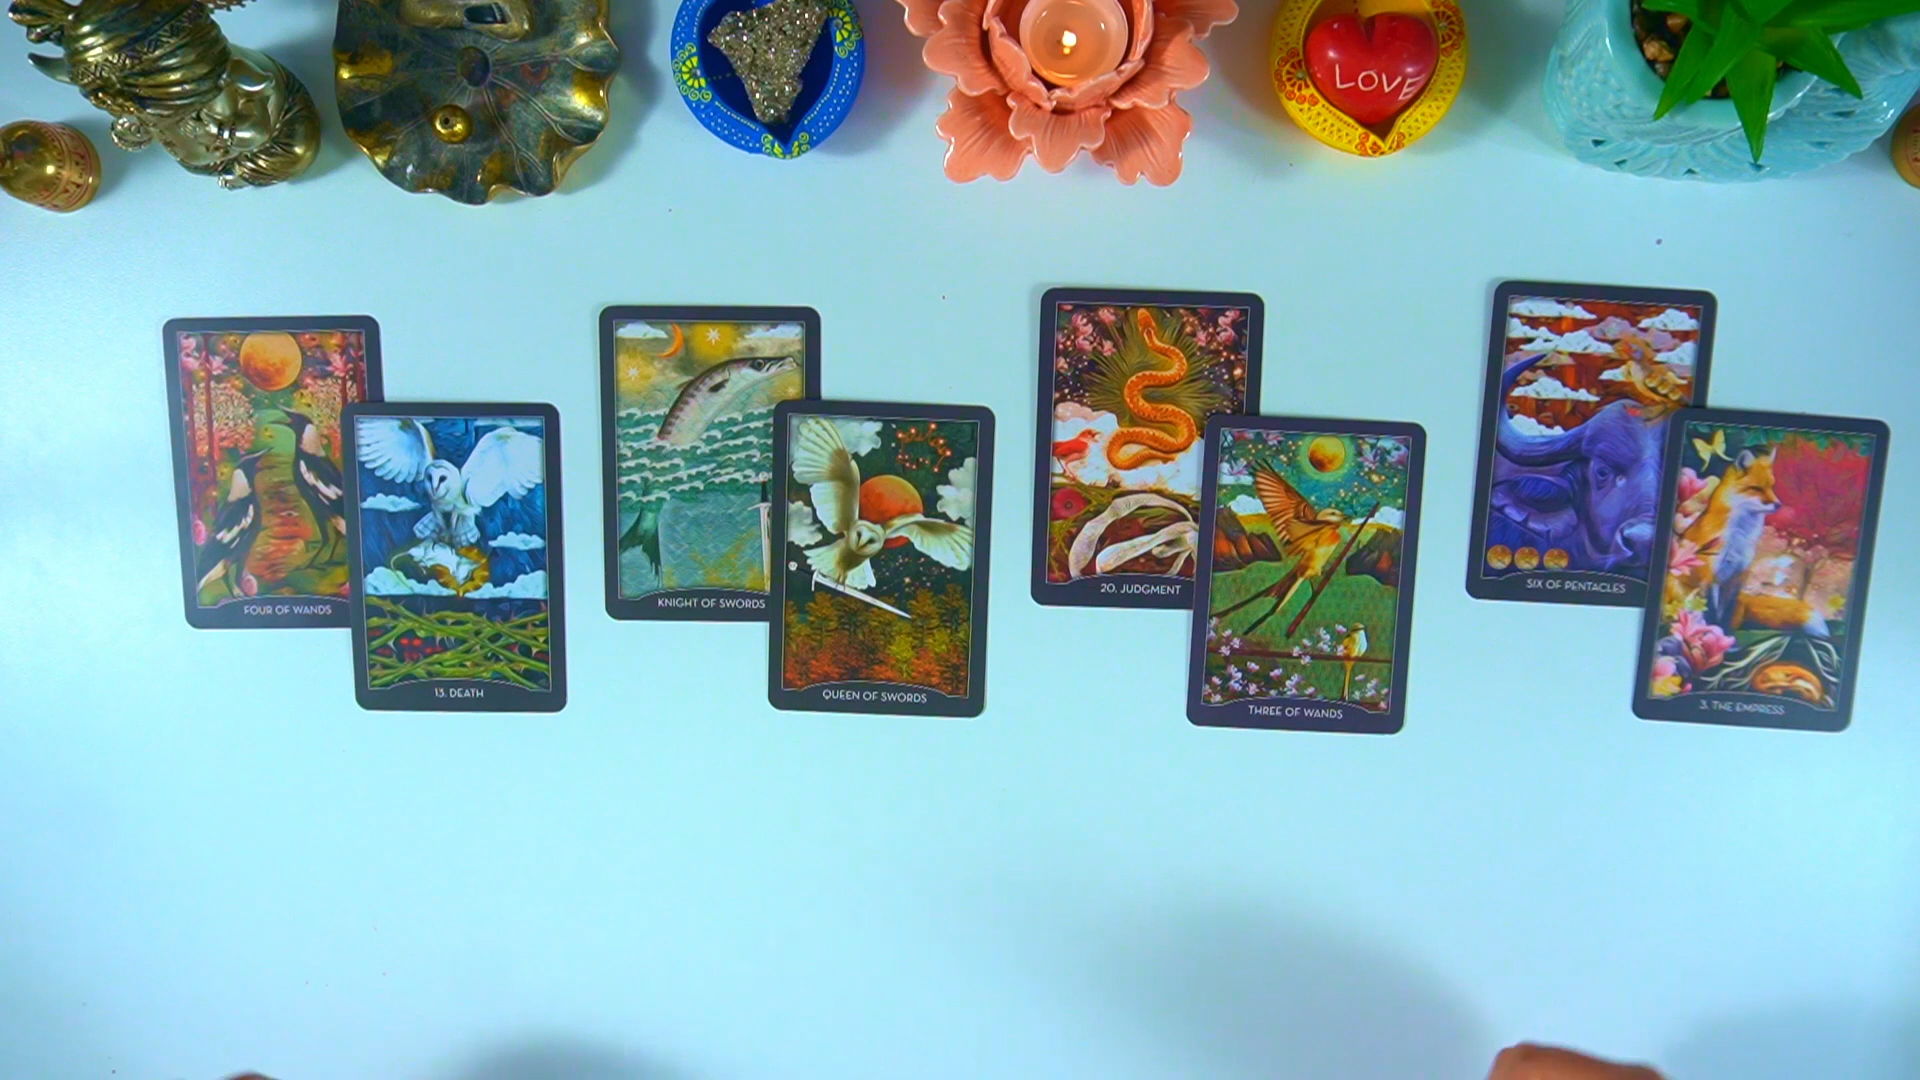 LOVE
FOUR OF WANDS
13. DEATH
KNIGHT OF SWORDS
QUEEN OF SWORDS
20. JUDGMENT
THREE OF WANDS
SIX OF PENTACLES
3. THE EMPRESS